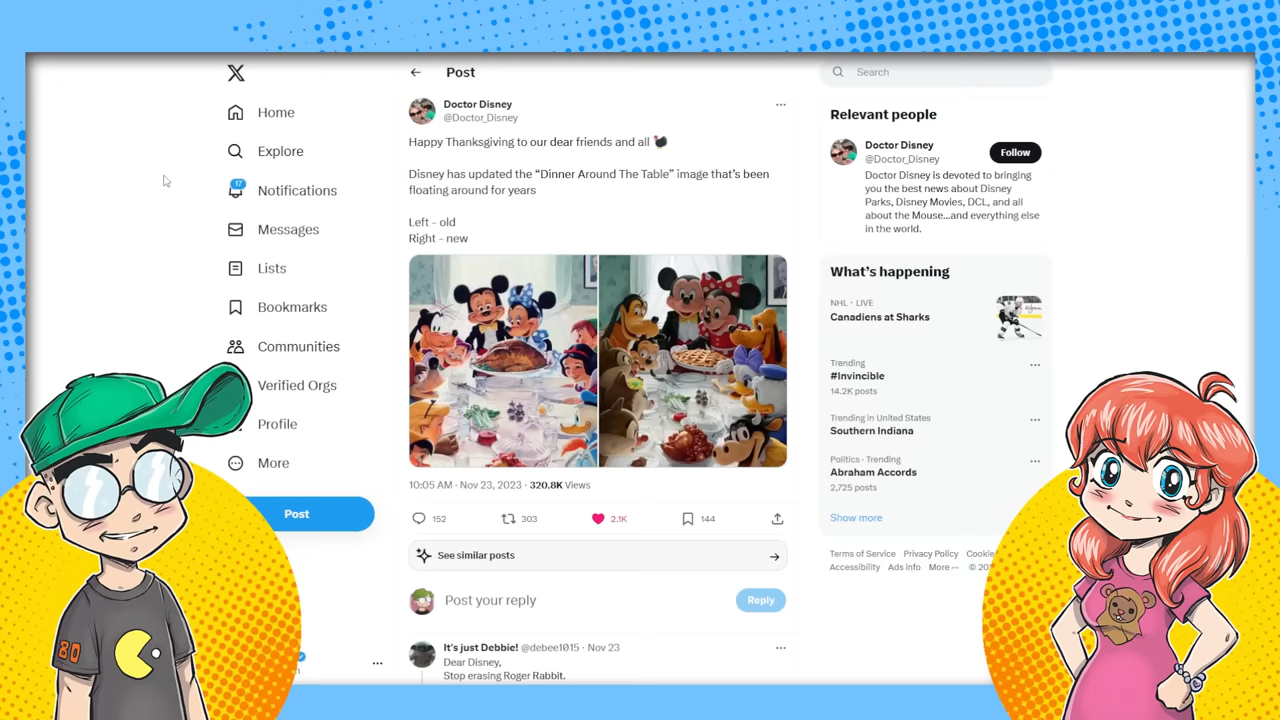 Home
Explore
17
Notifications
Messages
Lists
Bookmarks
Communities
Verified Orgs
Profile
More
Post
Post
Doctor Disney
@Doctor_Disney
Happy Thanksgiving to our dear friends and all 🦃
Disney has updated the “Dinner Around The Table” image that’s been
floating around for years
Left - old
Right - new
10:05 AM · Nov 23, 2023 · 320.8K Views
152
303
2.1K
144
See similar posts
Post your reply
Reply
It's just Debbie! @debee1015 · Nov 23
Dear Disney,
Stop erasing Roger Rabbit.
Search
Relevant people
Doctor Disney
@Doctor_Disney
Follow
Doctor Disney is devoted to bringing
you the best news about Disney
Parks, Disney Movies, DCL, and all
about the Mouse...and everything else
in the world.
What’s happening
NHL · LIVE
Canadiens at Sharks
Trending
#Invincible
14.2K posts
Trending in United States
Southern Indiana
Politics · Trending
Abraham Accords
2,725 posts
Show more
Terms of Service Privacy Policy Cookie
Accessibility Ads info More ··· © 20
80